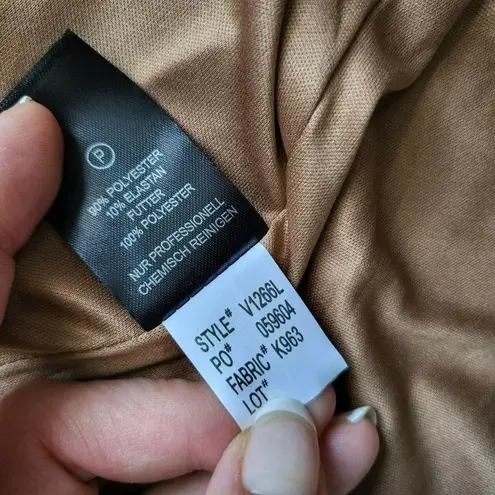 P
90% POLYESTER
10% ELASTAN
FUTTER
100% POLYESTER
NUR PROFESSIONELL
CHEMISCH REINIGEN
STYLE# V1266L
PO# 059604
FABRIC# K963
LOT#